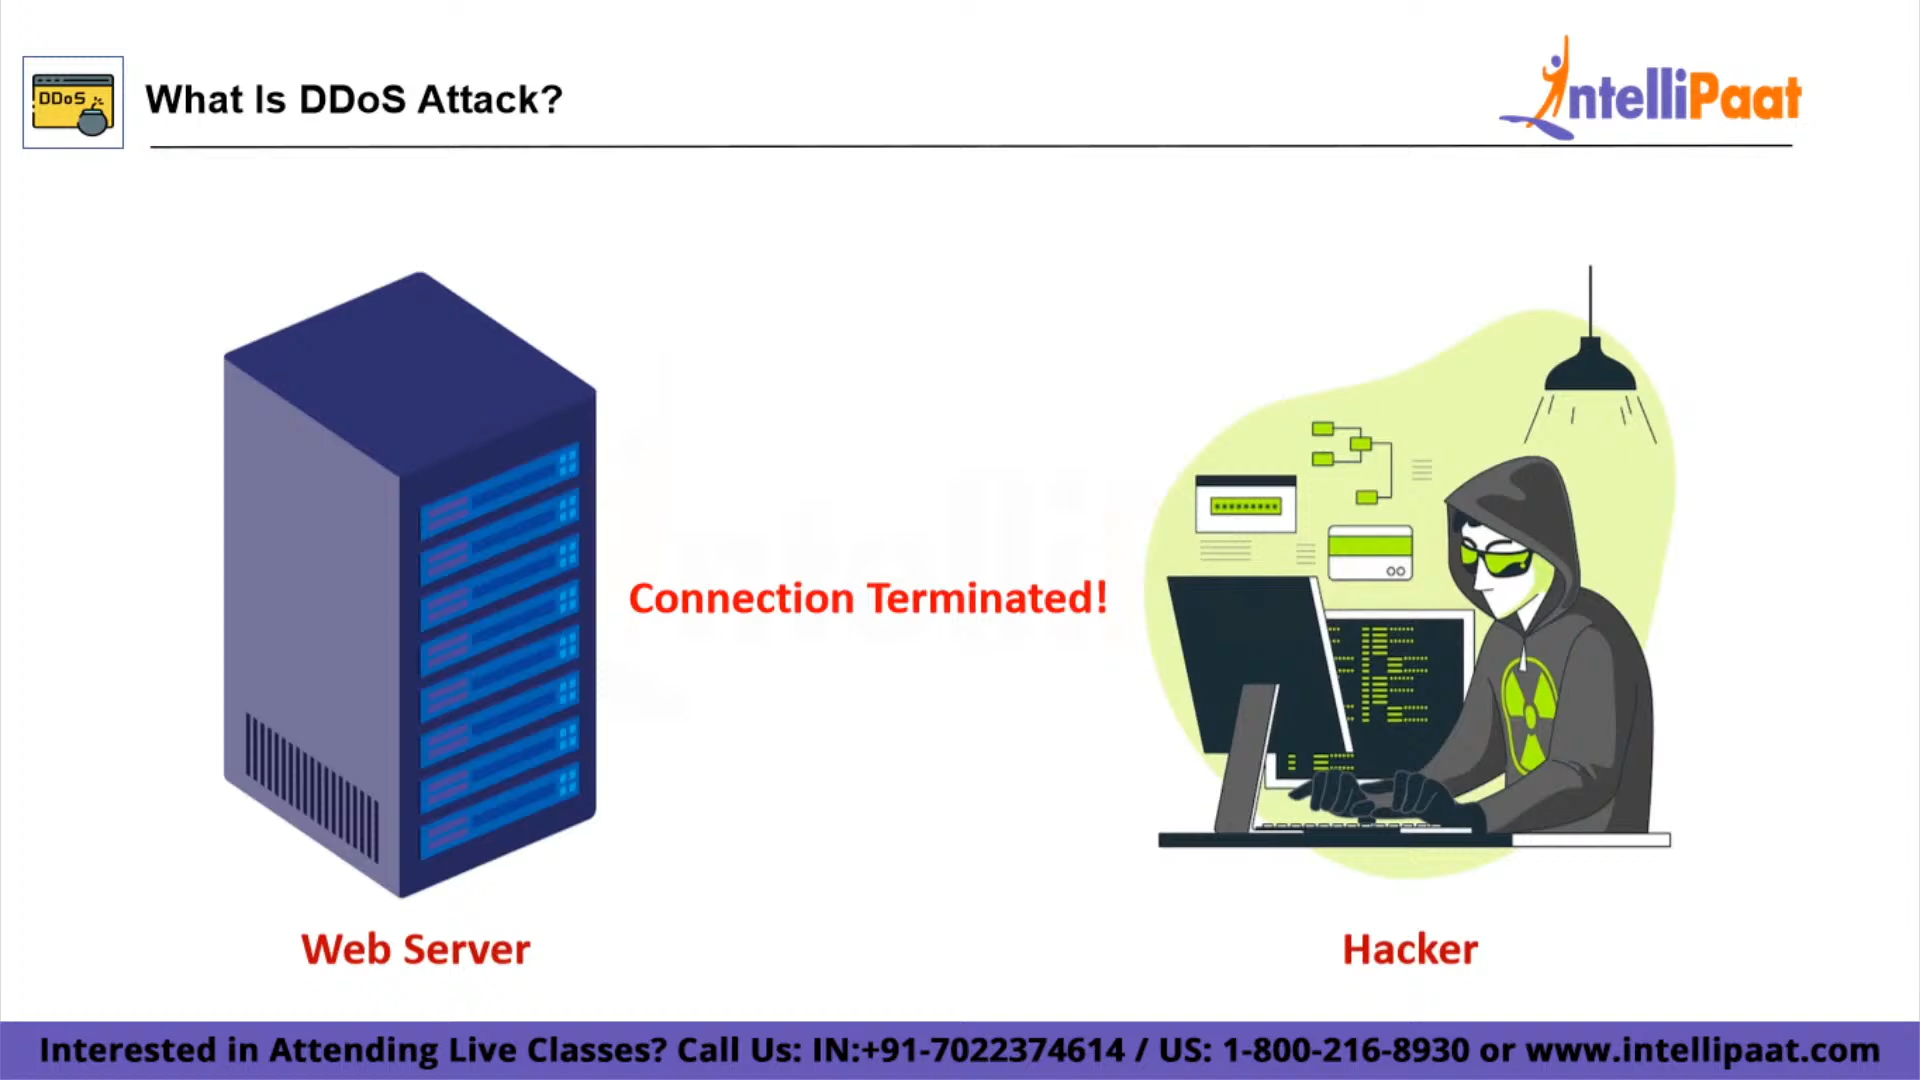 DDoS
What Is DDoS Attack?
IntelliPaat
Connection Terminated!
Web Server
Hacker
Interested in Attending Live Classes? Call Us: IN:+91-7022374614 / US: 1-800-216-8930 or www.intellipaat.com